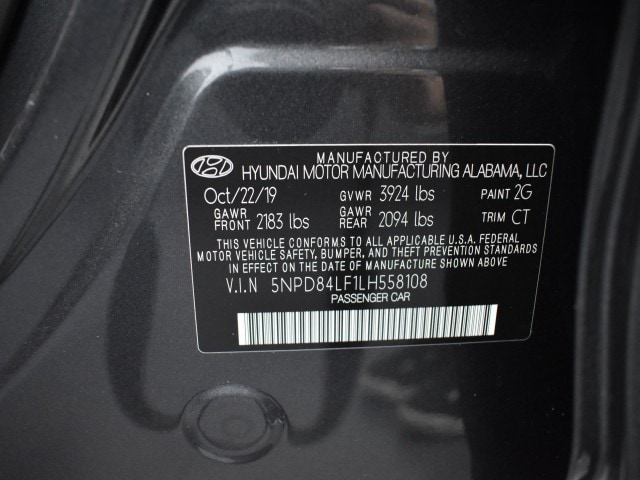 MANUFACTURED BY
HYUNDAI MOTOR MANUFACTURING ALABAMA, LLC
Oct/22/19 GVWR 3924 lbs PAINT 2G
GAWR FRONT 2183 lbs GAWR REAR 2094 lbs TRIM CT
THIS VEHICLE CONFORMS TO ALL APPLICABLE U.S.A. FEDERAL
MOTOR VEHICLE SAFETY, BUMPER, AND THEFT PREVENTION STANDARDS
IN EFFECT ON THE DATE OF MANUFACTURE SHOWN ABOVE.
V.I.N 5NPD84LF1LH558108
PASSENGER CAR